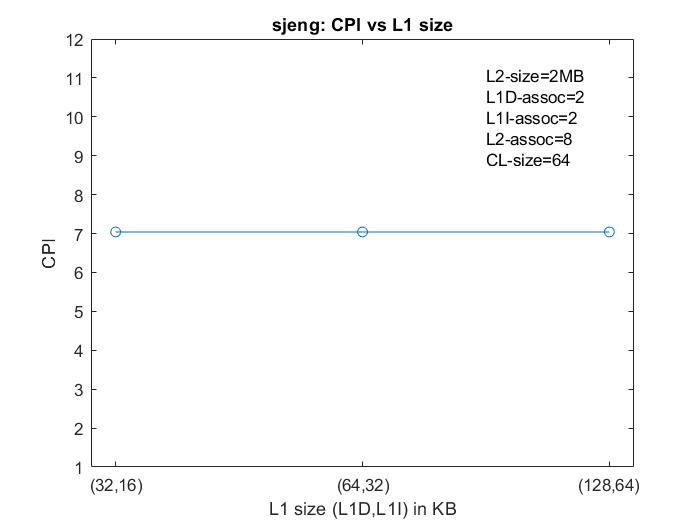 sjeng: CPI vs L1 size
12
11
10
9
8
7
6
5
4
3
2
1
CPI
L2-size=2MB
L1D-assoc=2
L1I-assoc=2
L2-assoc=8
CL-size=64
(32,16) (64,32) (128,64)
L1 size (L1D,L1I) in KB